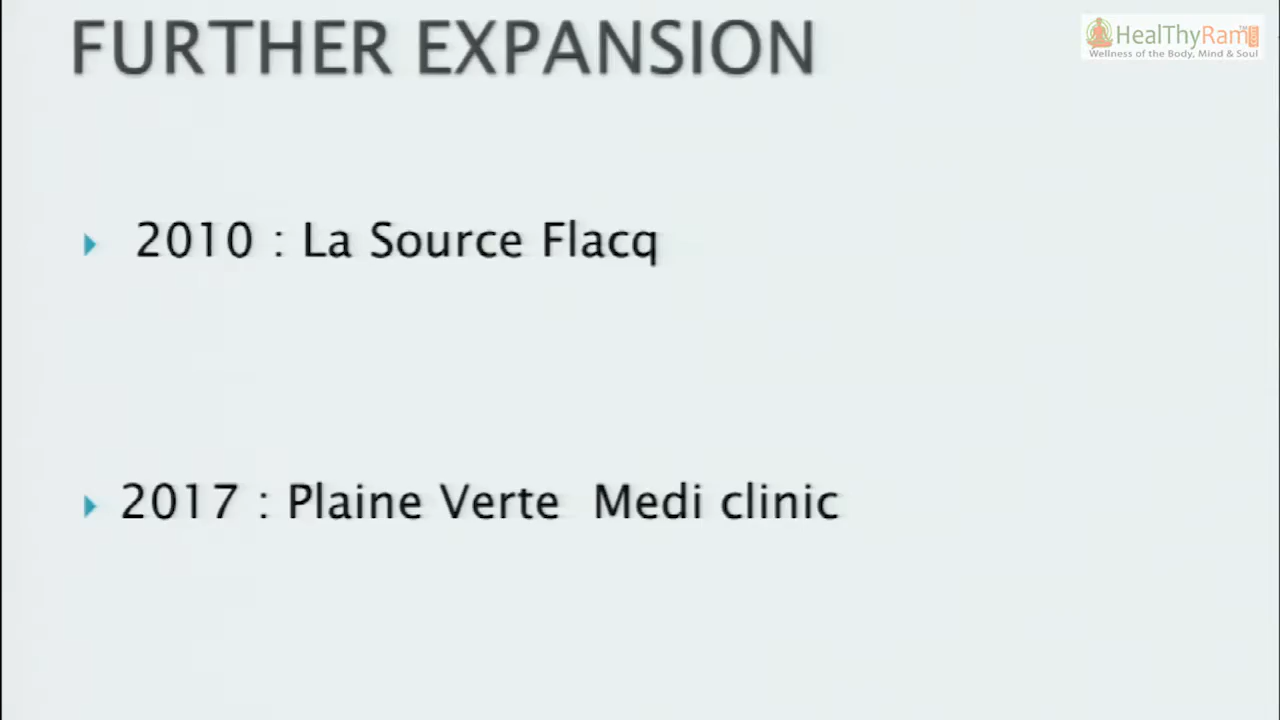 FURTHER EXPANSION
HealThyRam
Wellness of the Body, Mind & Soul
2010 : La Source Flacq
2017 : Plaine Verte Medi clinic